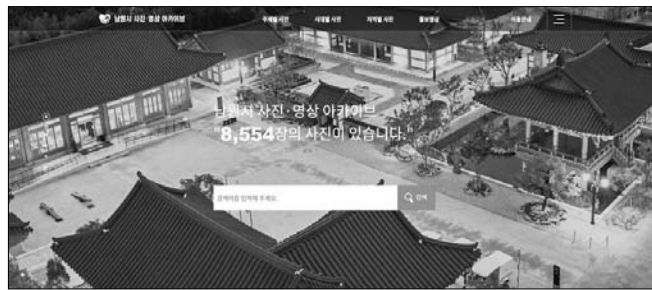 남원시 사진·영상 아카이브
주제별 사진 시대별 사진 지역별 사진 홍보영상 이용안내
남원시 사진·영상 아카이브
"8,554장의 사진이 있습니다."
검색어를 입력해 주세요. 검색